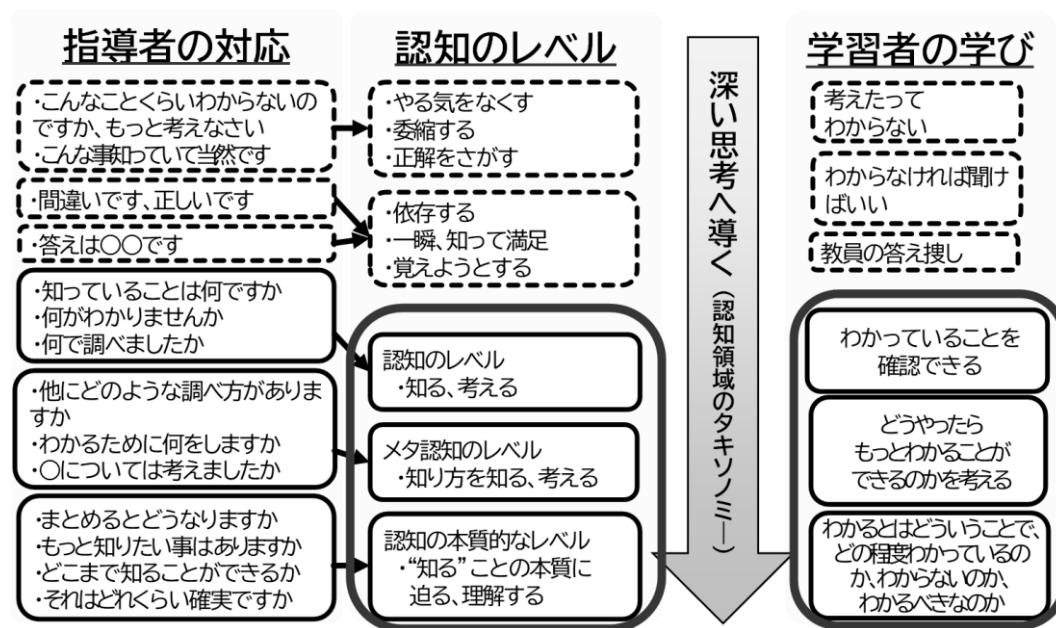 指導者の対応
・こんなことくらいわからないの
ですか、もっと考えなさい
・こんな事知っていて当然です
・間違いです、正しいです
・答えは〇〇です
・知っていることは何ですか
・何がわかりませんか
・何で調べましたか
・他にどのような調べ方がありま
すか
・わかるために何をしますか
・〇については考えましたか
・まとめるとどうなりますか
・もっと知りたい事はありますか
・どこまで知ることができるか
・それはどれくらい確実ですか
認知のレベル
・やる気をなくす
・委縮する
・正解をさがす
・依存する
・一瞬、知って満足
・覚えようとする
認知のレベル
・知る、考える
メタ認知のレベル
・知り方を知る、考える
認知の本質的なレベル
・“知る”ことの本質に
迫る、理解する
深い思考へ導く（認知領域のタキソノミー）
学習者の学び
考えたって
わからない
わからなければ聞け
ばいい
教員の答え捜し
わかっていることを
確認できる
どうやったら
もっとわかることが
できるのかを考える
わかるとはどういうことで、
どの程度わかっているの
か、わからないのか、
わかるべきなのか